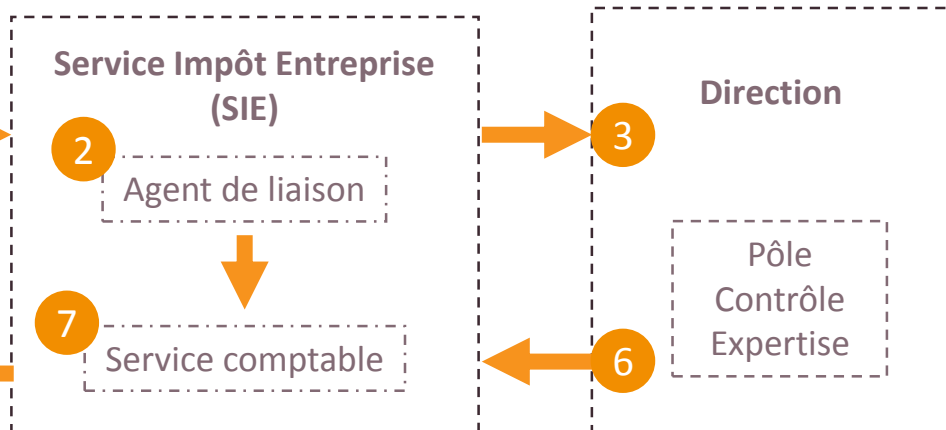 Service Impôt Entreprise
(SIE)
2
Agent de liaison
7
Service comptable
Direction
3
Pôle
Contrôle
Expertise
6